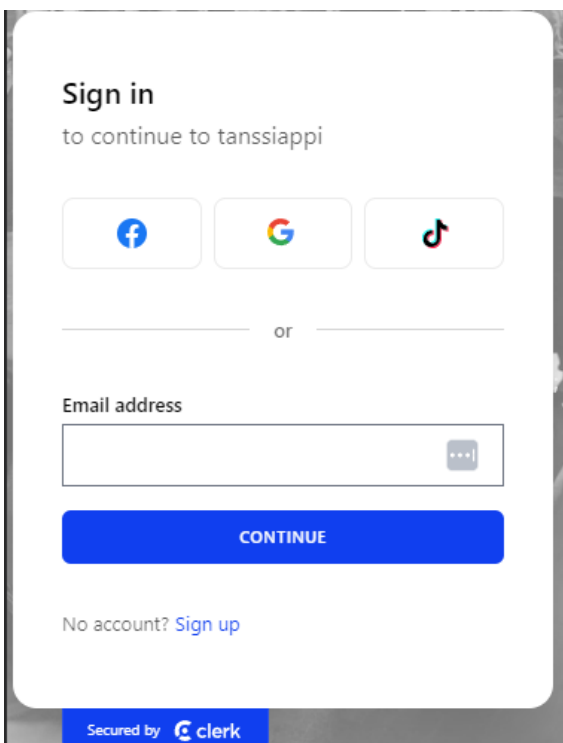 Sign in
to continue to tanssiappi
or
Email address
CONTINUE
No account? Sign up
Secured by clerk